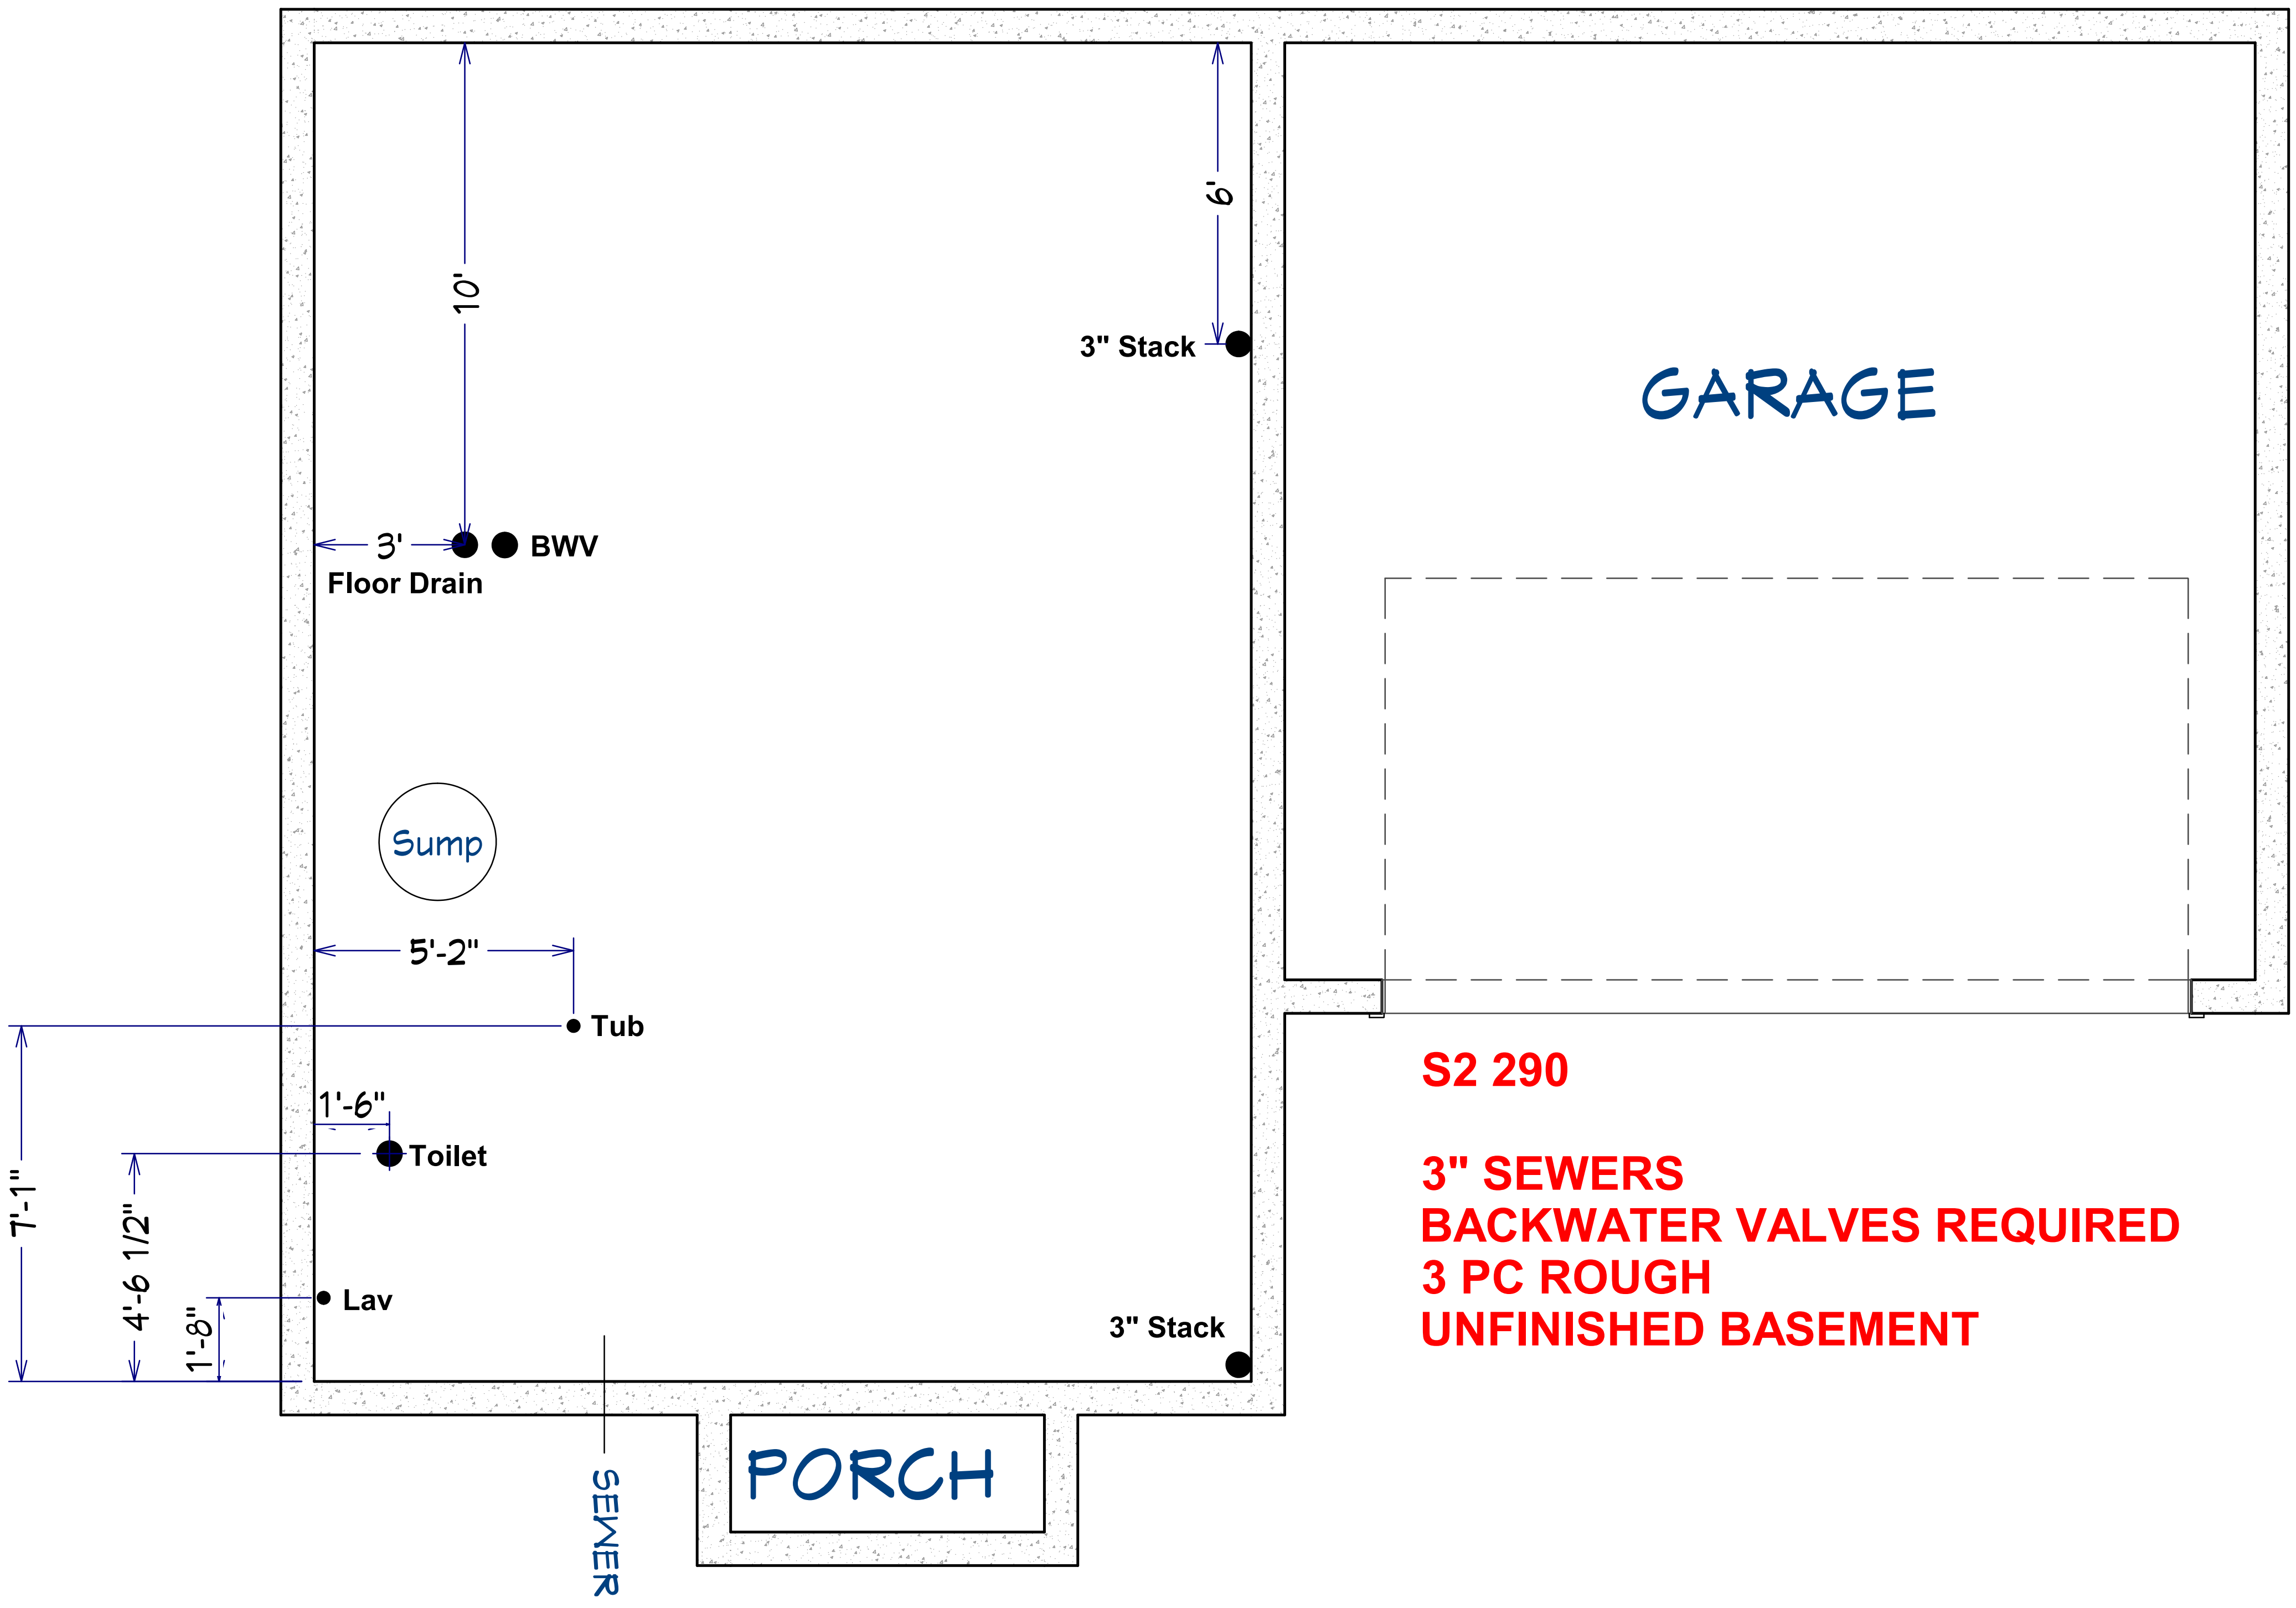 10'
6'
3" Stack
GARAGE
3'
BWV
Floor Drain
Sump
5'-2"
Tub
1'-6"
Toilet
7'-1"
4'-6 1/2"
1'-8"
Lav
3" Stack
S2 290
3" SEWERS
BACKWATER VALVES REQUIRED
3 PC ROUGH
UNFINISHED BASEMENT
PORCH
SEWER